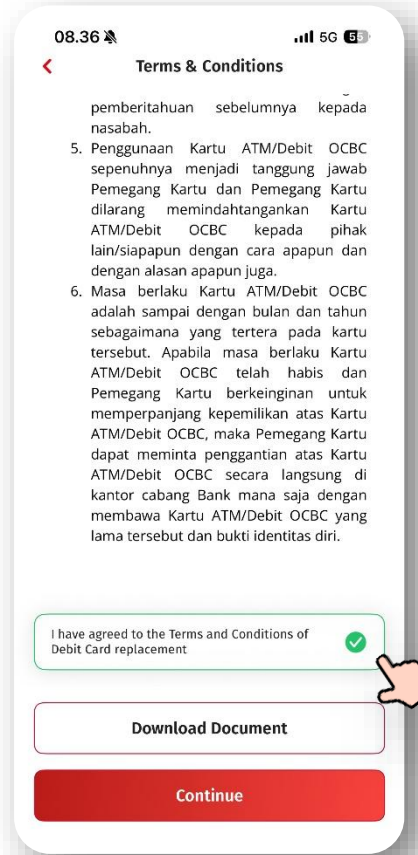 08.36 5G 55
Terms & Conditions
pemberitahuan sebelumnya kepada
nasabah.
5. Penggunaan Kartu ATM/Debit OCBC
sepenuhnya menjadi tanggung jawab
Pemegang Kartu dan Pemegang Kartu
dilarang memindahtangankan Kartu
ATM/Debit OCBC kepada pihak
lain/siapapun dengan cara apapun dan
dengan alasan apapun juga.
6. Masa berlaku Kartu ATM/Debit OCBC
adalah sampai dengan bulan dan tahun
sebagaimana yang tertera pada kartu
tersebut. Apabila masa berlaku Kartu
ATM/Debit OCBC telah habis dan
Pemegang Kartu berkeinginan untuk
memperpanjang kepemilikan atas Kartu
ATM/Debit OCBC, maka Pemegang Kartu
dapat meminta penggantian atas Kartu
ATM/Debit OCBC secara langsung di
kantor cabang Bank mana saja dengan
membawa Kartu ATM/Debit OCBC yang
lama tersebut dan bukti identitas diri.
I have agreed to the Terms and Conditions of
Debit Card replacement
Download Document
Continue